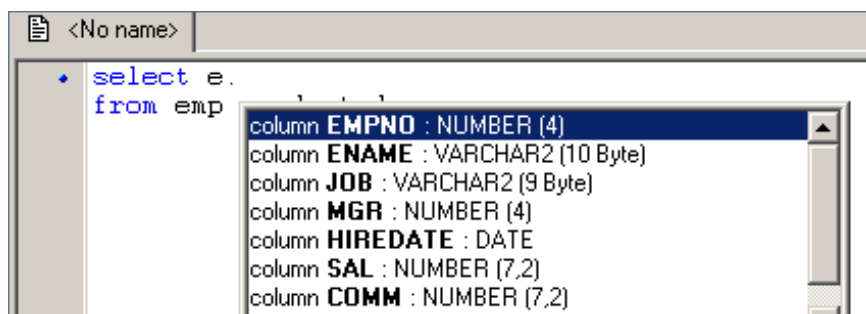 <No name>
select e.
from emp
column EMPNO : NUMBER (4)
column ENAME : VARCHAR2 (10 Byte)
column JOB : VARCHAR2 (9 Byte)
column MGR : NUMBER (4)
column HIREDATE : DATE
column SAL : NUMBER (7,2)
column COMM : NUMBER (7,2)